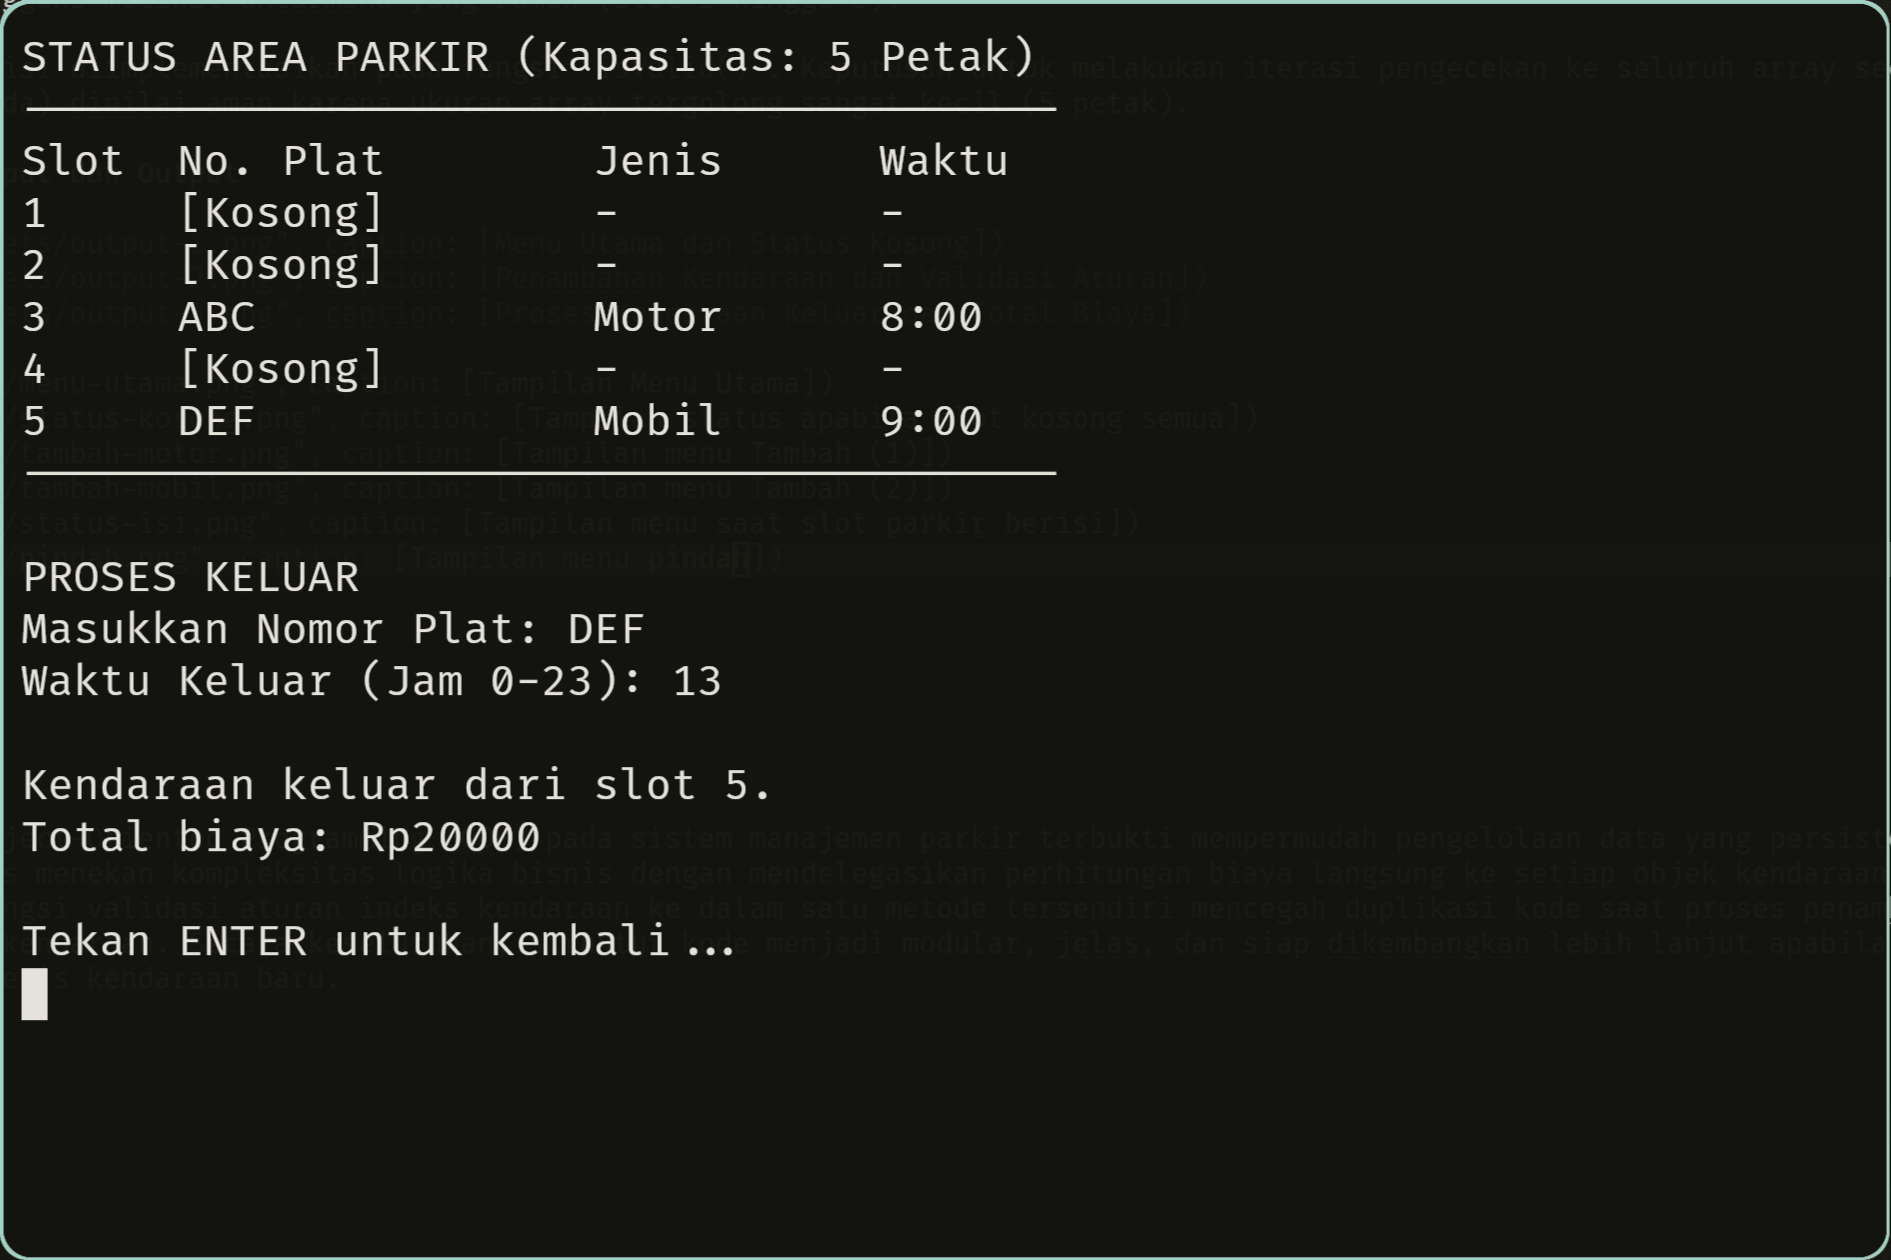 STATUS AREA PARKIR (Kapasitas: 5 Petak)
Slot No. Plat Jenis Waktu
1 [Kosong] - -
2 [Kosong] - -
3 ABC Motor 8:00
4 [Kosong] - -
5 DEF Mobil 9:00
PROSES KELUAR
Masukkan Nomor Plat: DEF
Waktu Keluar (Jam 0-23): 13
Kendaraan keluar dari slot 5.
Total biaya: Rp20000
Tekan ENTER untuk kembali...